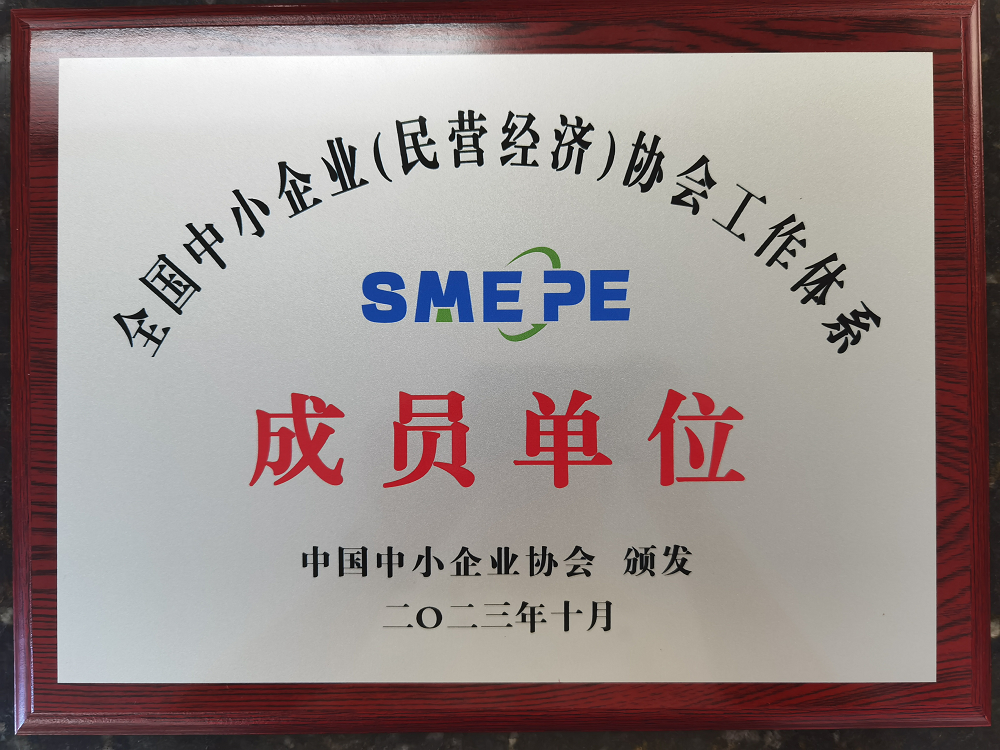 全国中小企业(民营经济)协会工作体系
SMEPE
成员单位
中国中小企业协会 颁发
二〇二三年十月